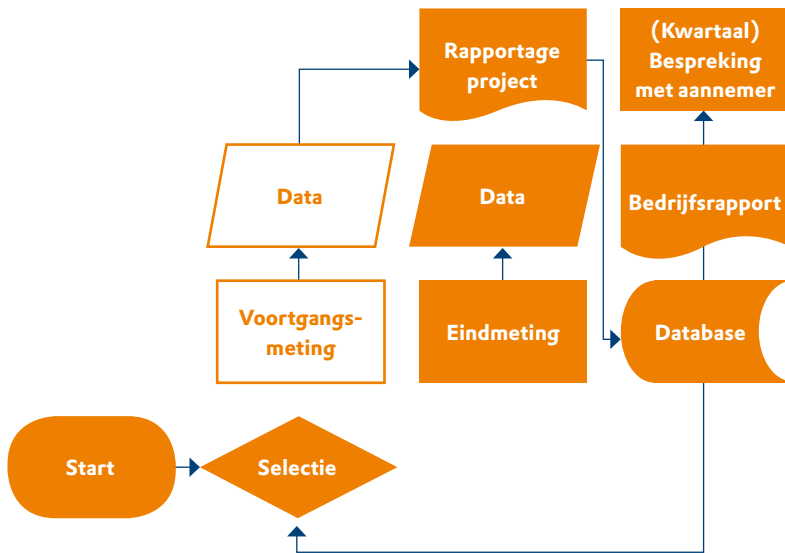 Rapportage
project
(Kwartaal)
Bespreking
met aannemer
Data
Data
Bedrijfsrapport
Voortgangs-
meting
Eindmeting
Database
Start
Selectie